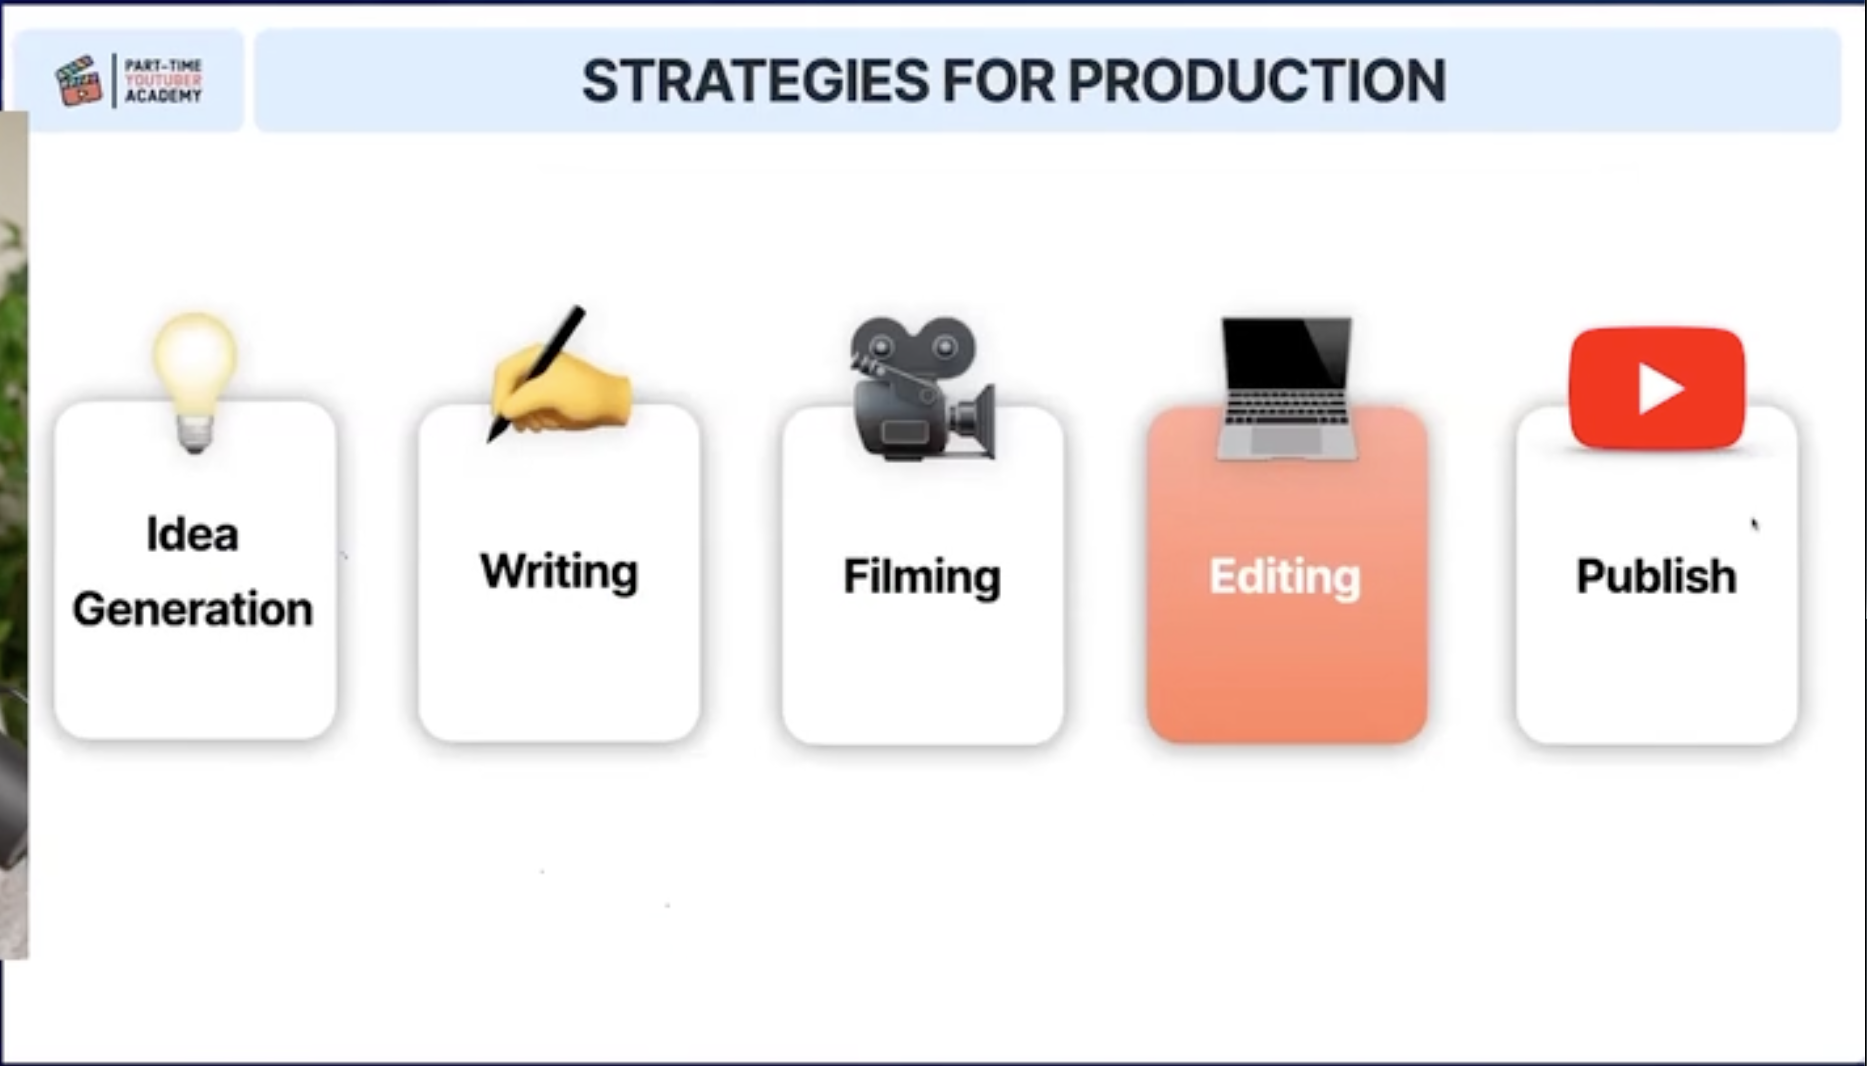 PART-TIME
YOUTUBER
ACADEMY
STRATEGIES FOR PRODUCTION
Idea
Generation
Writing
Filming
Editing
Publish